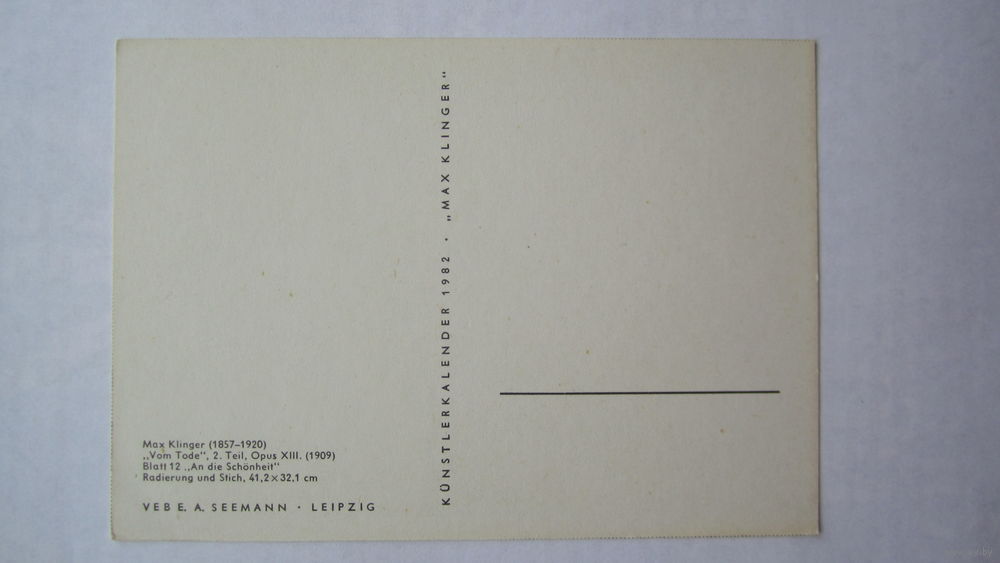 Max Klinger (1857–1920)
„Vom Tode“, 2. Teil, Opus XIII. (1909)
Blatt 12 „An die Schönheit“
Radierung und Stich, 41,2 × 32,1 cm
VEB E. A. SEEMANN · LEIPZIG
KÜNSTLERKALENDER 1982 · „MAX KLINGER“